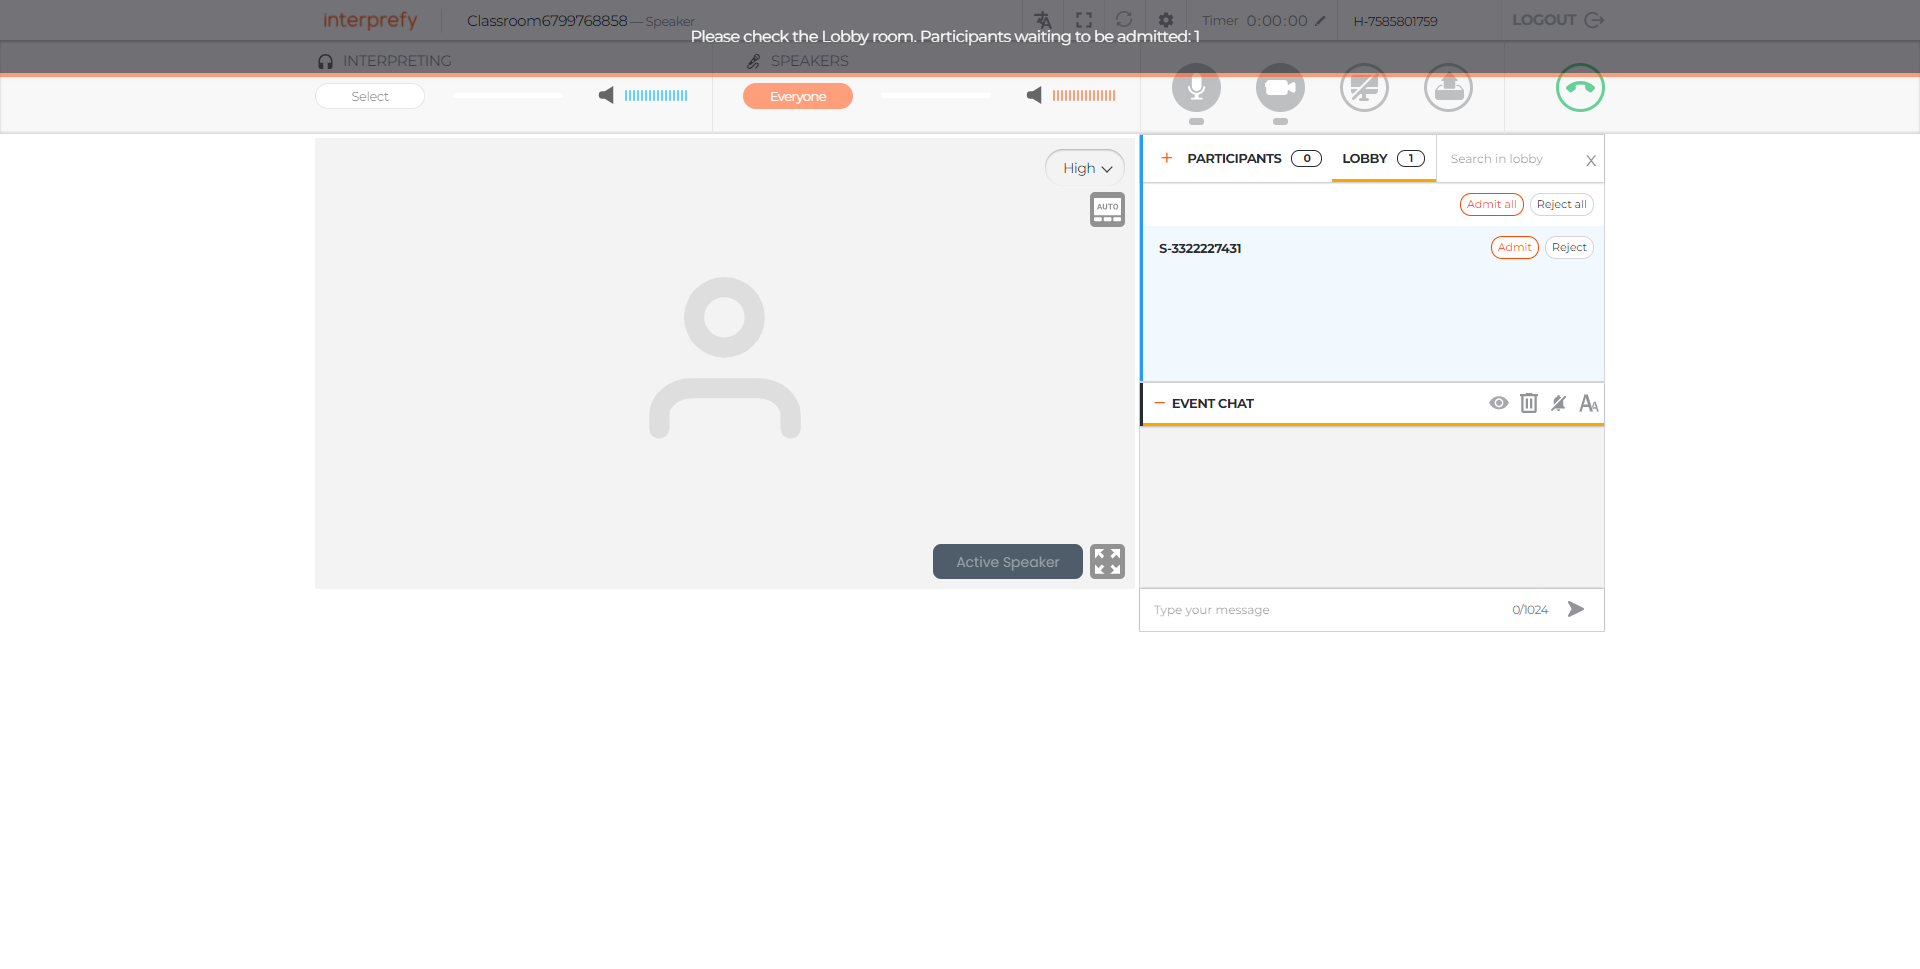 interprefy
Classroom6799768858 — Speaker
Timer 0:00:00
H-7585801759
LOGOUT
Please check the Lobby room. Participants waiting to be admitted: 1
INTERPRETING
SPEAKERS
Select
Everyone
High
AUTO
PARTICIPANTS 0
LOBBY 1
Search in lobby
X
Admit all
Reject all
S-3322227431
Admit
Reject
EVENT CHAT
Active Speaker
Type your message
0/1024